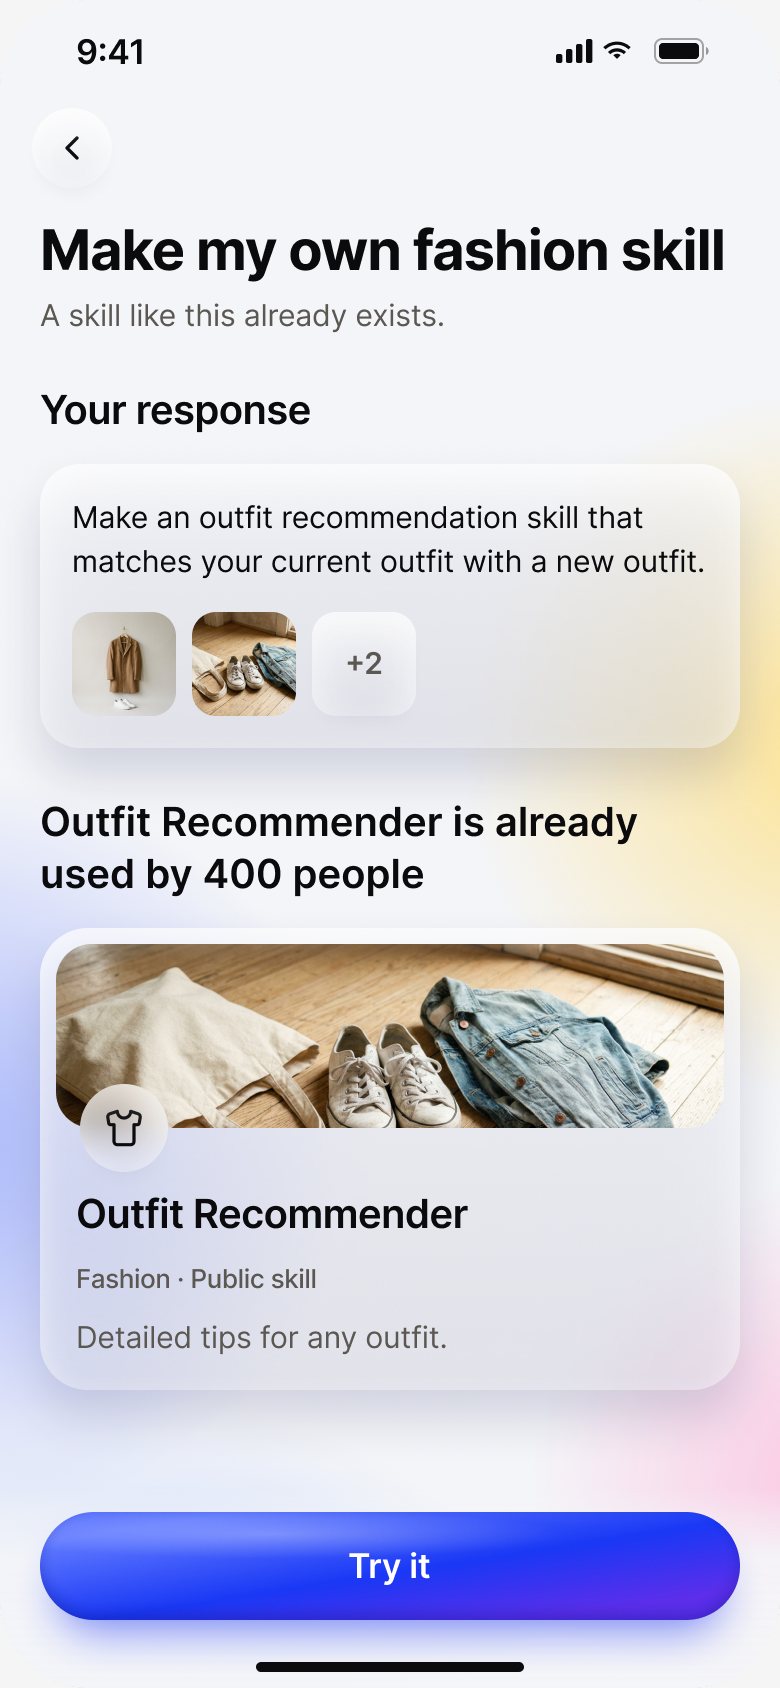 9:41
Make my own fashion skill
A skill like this already exists.
Your response
Make an outfit recommendation skill that
matches your current outfit with a new outfit.
+2
Outfit Recommender is already
used by 400 people
Outfit Recommender
Fashion · Public skill
Detailed tips for any outfit.
Try it